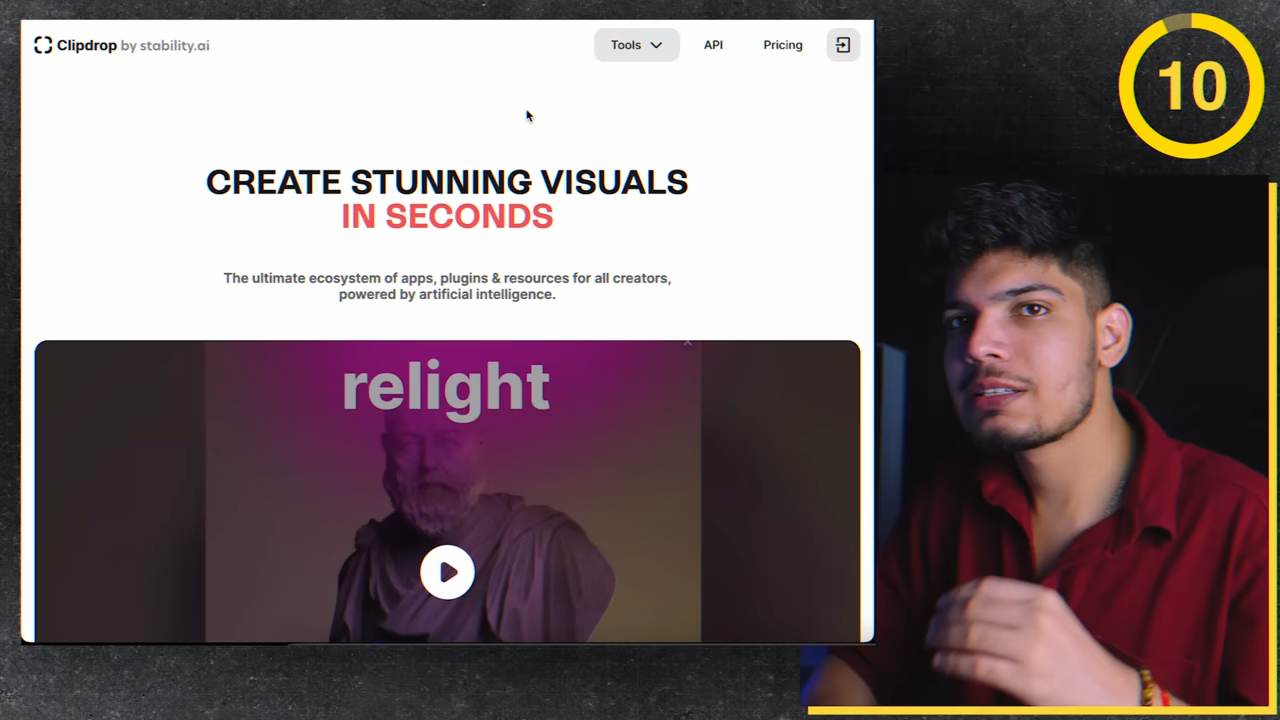 Clipdrop by stability.ai
Tools
API
Pricing
10
CREATE STUNNING VISUALS
IN SECONDS
The ultimate ecosystem of apps, plugins & resources for all creators,
powered by artificial intelligence.
relight